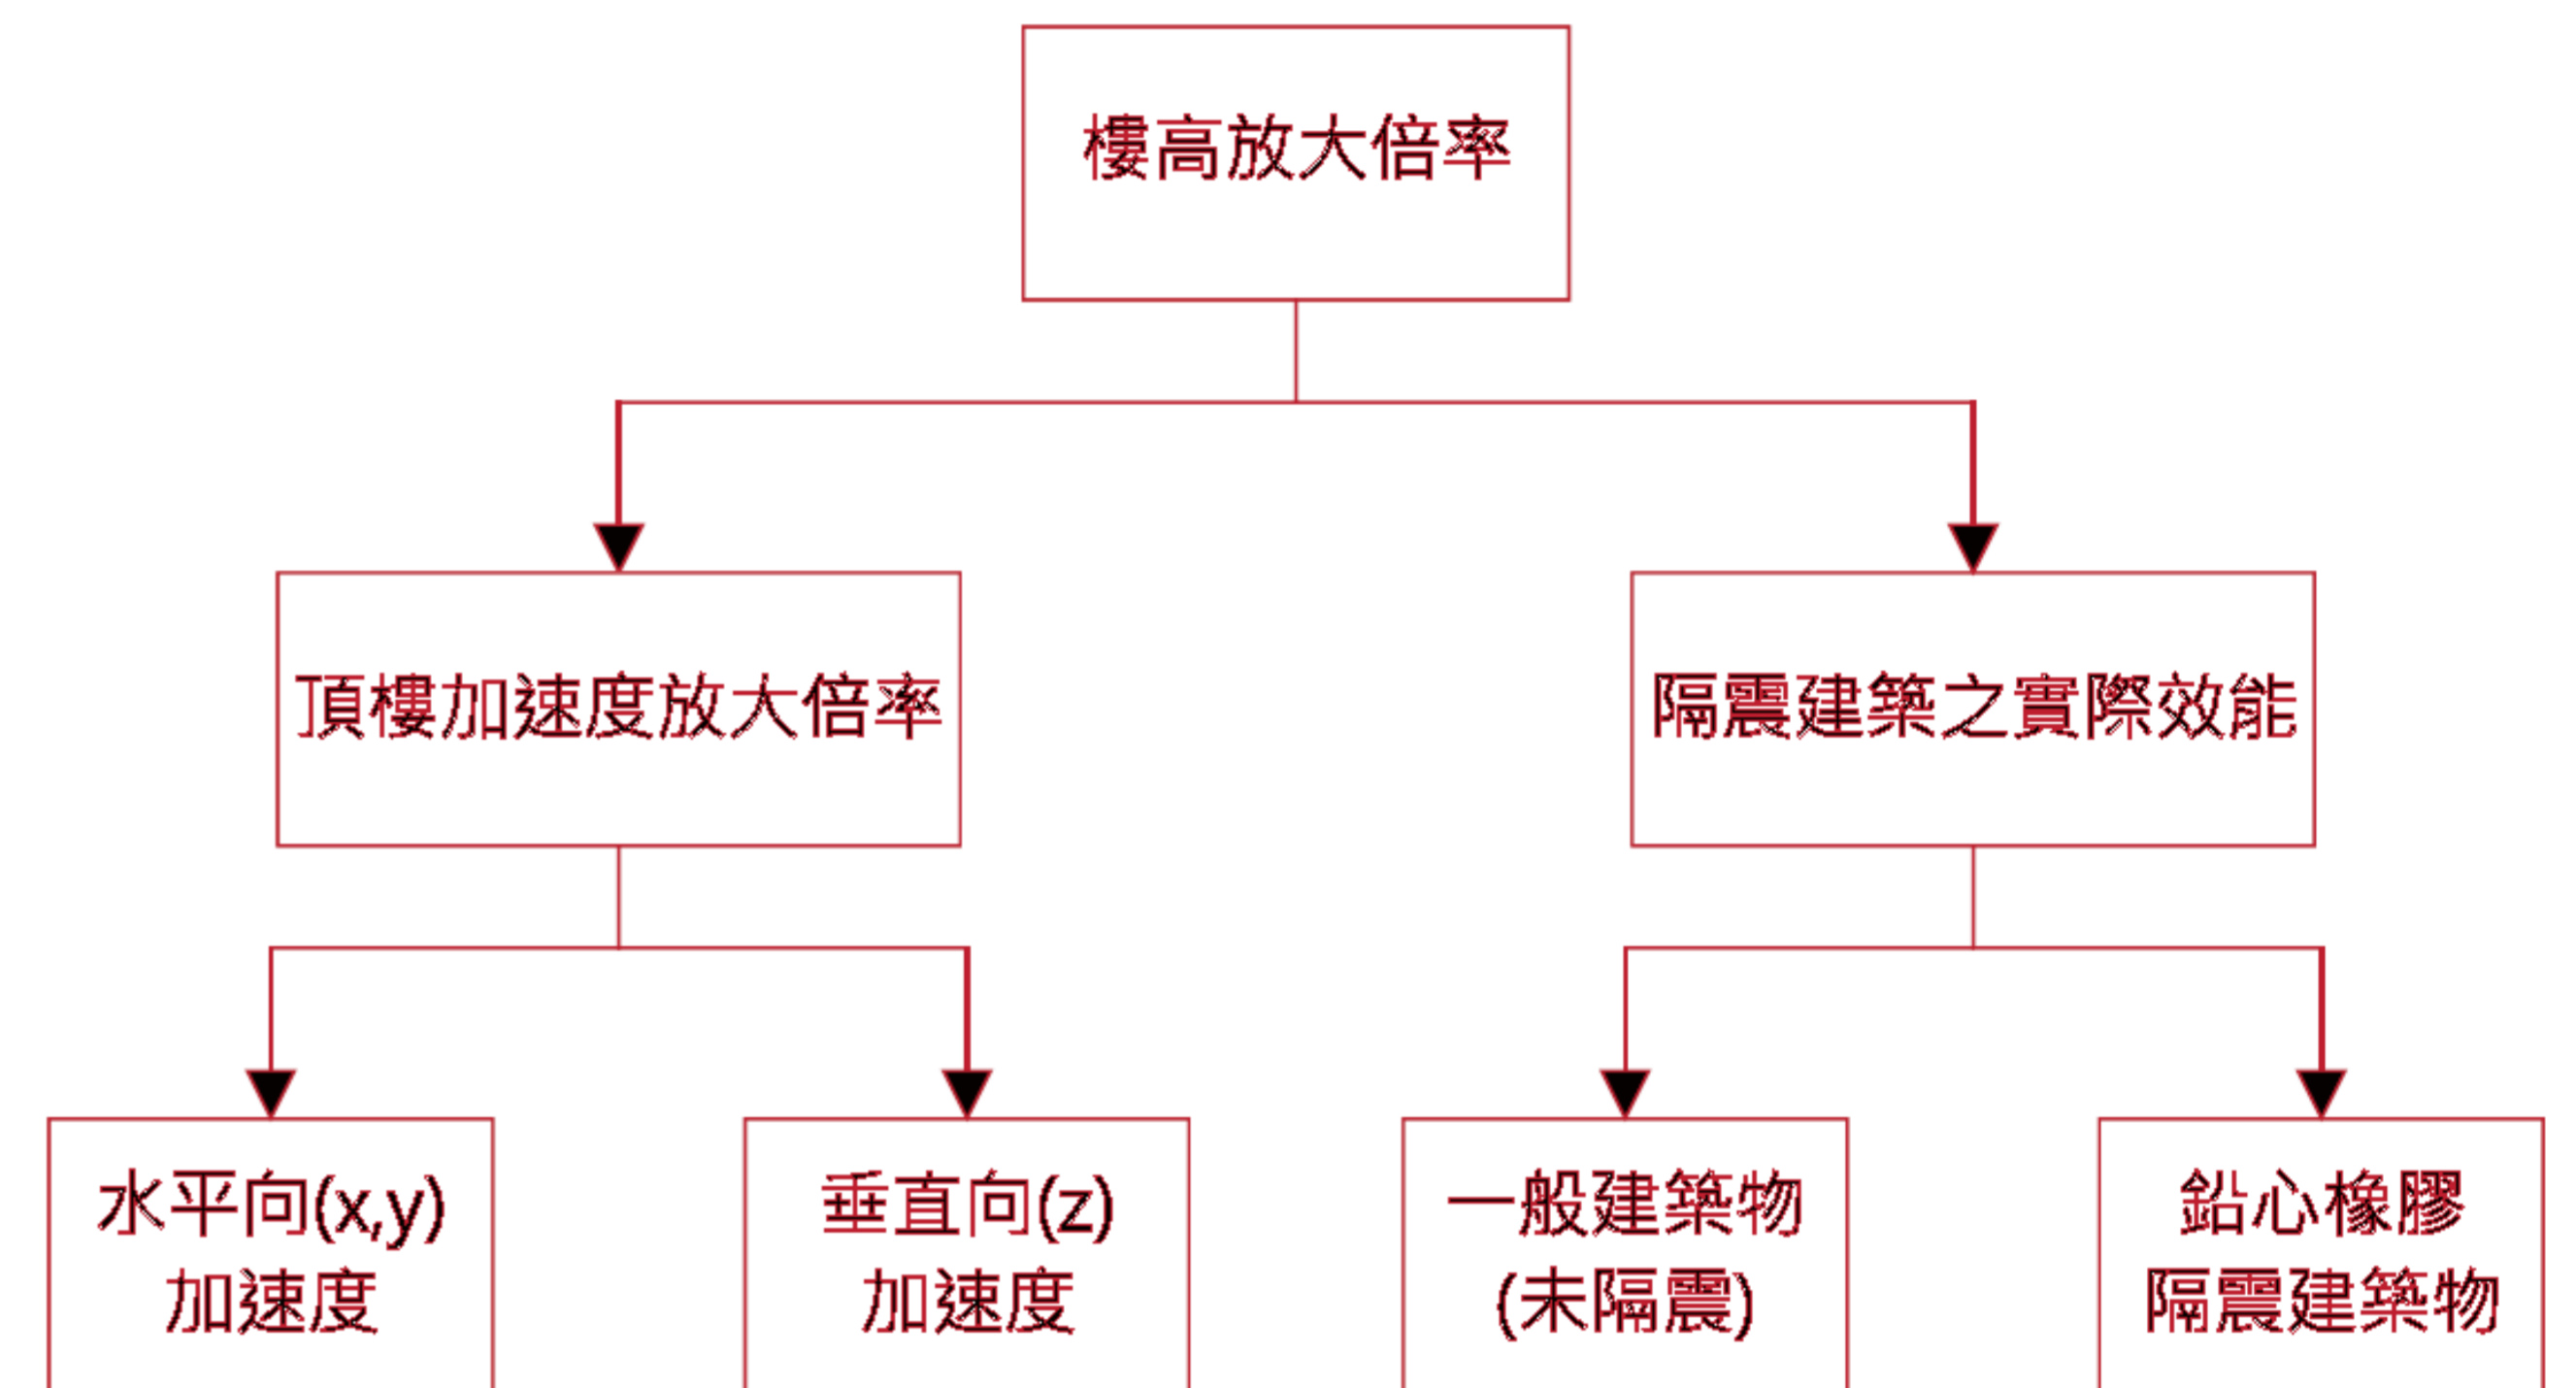 樓高放大倍率
頂樓加速度放大倍率
隔震建築之實際效能
水平向(x,y)
加速度
垂直向(z)
加速度
一般建築物
(未隔震)
鉛心橡膠
隔震建築物